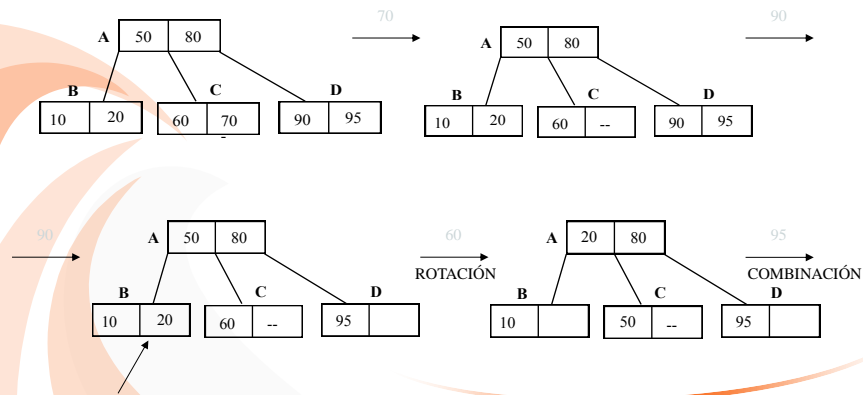 70
90
A 50 80
A 50 80
B C D
B C D
10 20 60 70 90 95
10 20 60 -- 90 95
-
90
60
95
A 50 80
A 20 80
ROTACIÓN
COMBINACIÓN
B C D
B C D
10 20 60 -- 95
10 50 -- 95